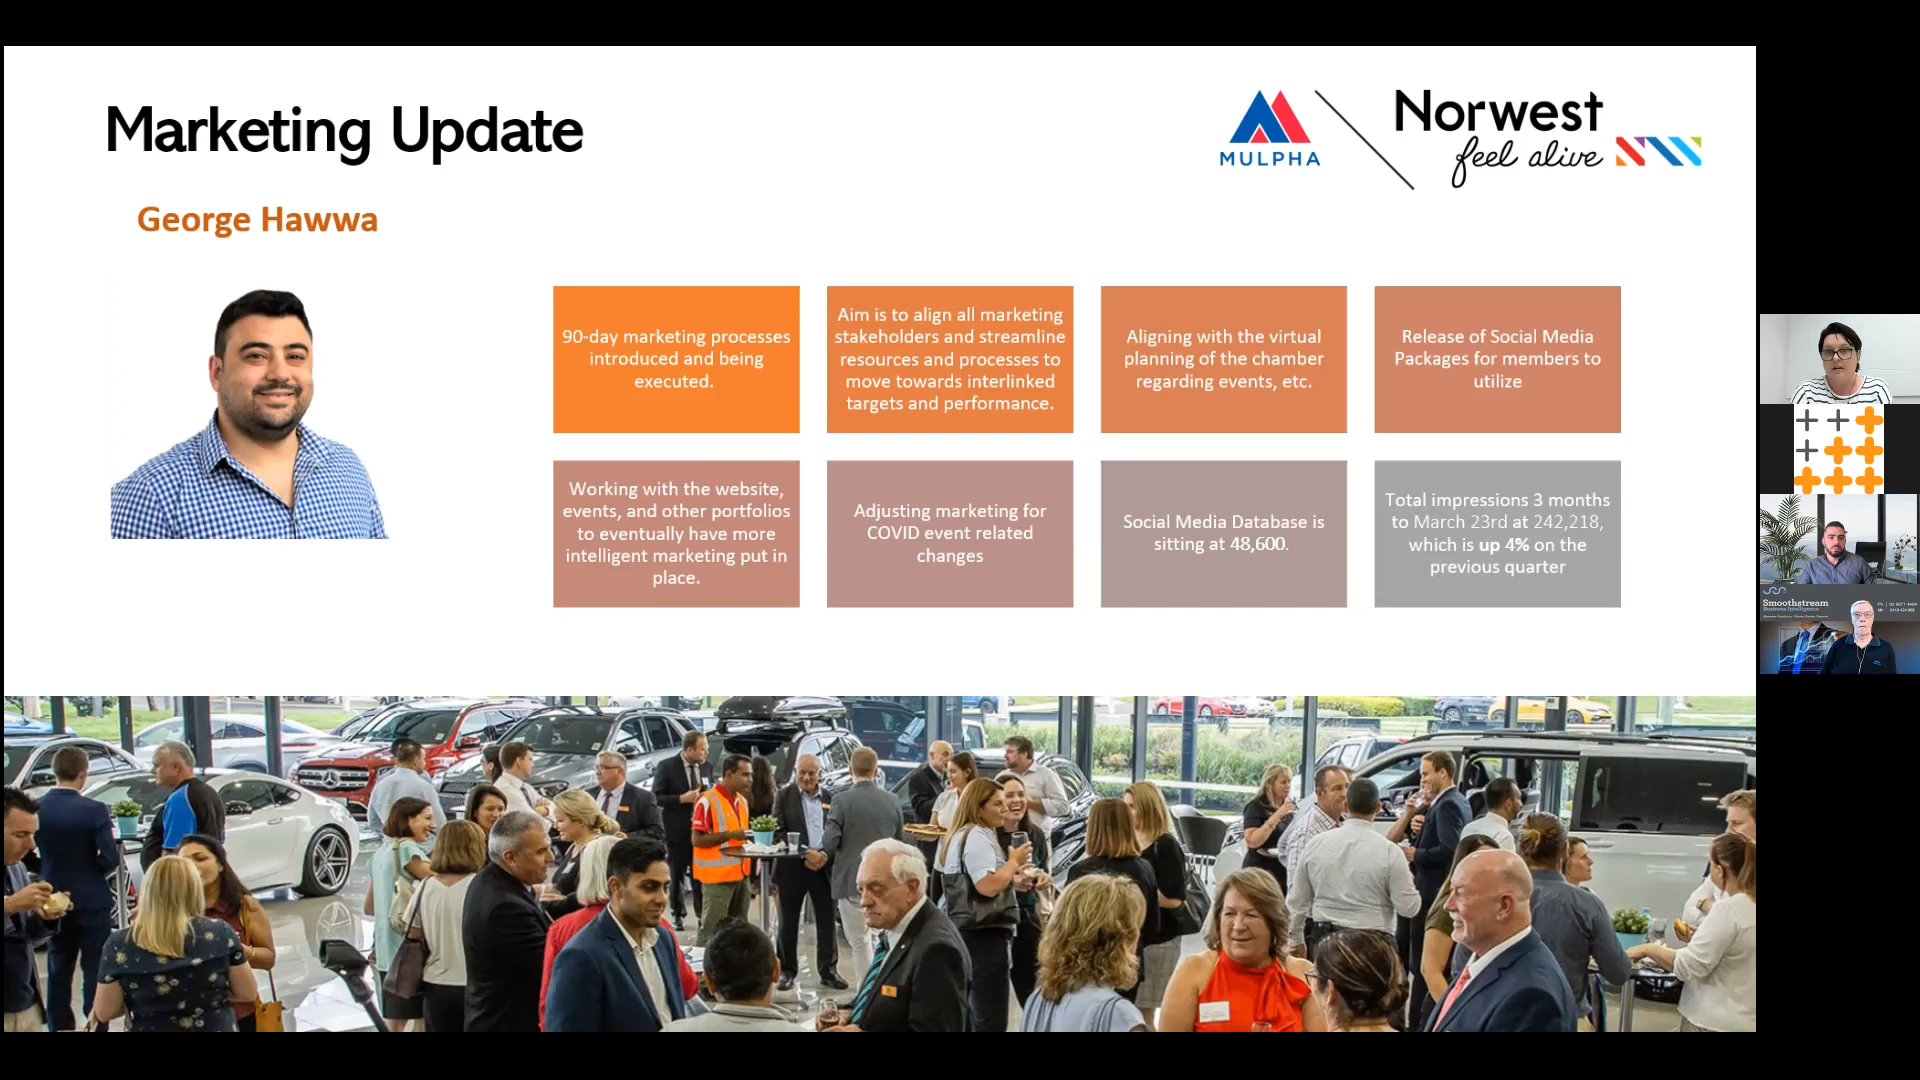 Marketing Update
MULPHA
Norwest
feel alive
George Hawwa
90-day marketing processes
introduced and being
executed.
Aim is to align all marketing
stakeholders and streamline
resources and processes to
move towards interlinked
targets and performance.
Aligning with the virtual
planning of the chamber
regarding events, etc.
Release of Social Media
Packages for members to
utilize
Working with the website,
events, and other portfolios
to eventually have more
intelligent marketing put in
place.
Adjusting marketing for
COVID event related
changes
Social Media Database is
sitting at 48,600.
Total impressions 3 months
to March 23rd at 242,218,
which is up 4% on the
previous quarter
Smoothstream
Business Intelligence